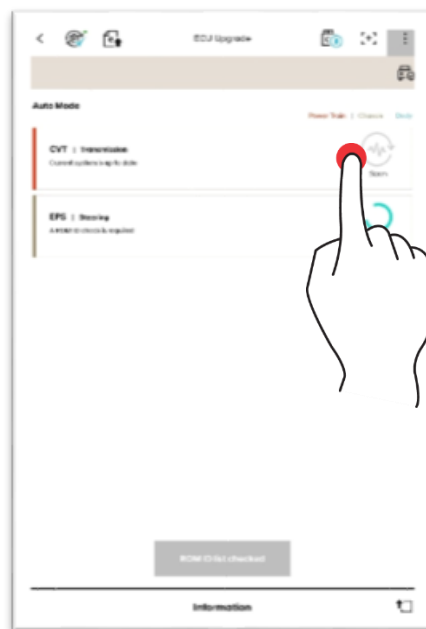 ECU Upgrade
Auto Mode
Power Train | Chassis | Body
CVT | Transmission
Current system is up to date
Scan
EPS | Steering
A ROM ID check is required
ROM ID list checked
Information